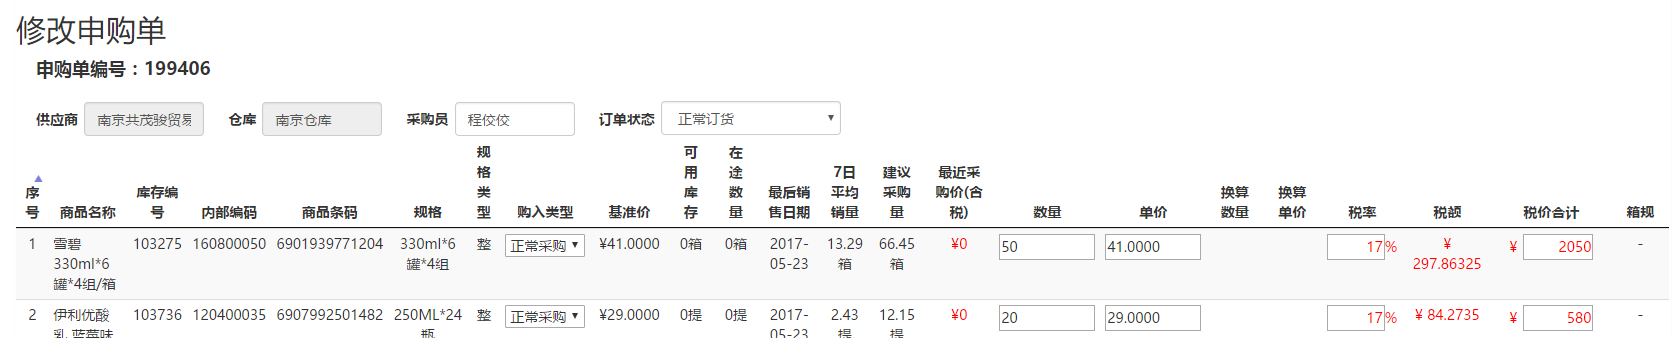 修改申购单
申购单编号：199406
供应商 南京共茂骏贸易 仓库 南京仓库 采购员 程佼佼 订单状态 正常订货
序号 商品名称 库存编号 内部编码 商品条码 规格 规格类型 购入类型 基准价 可用库存 在途数量 最后销售日期 7日平均销量 建议采购量 最近采购价(含税) 数量 单价 换算数量 换算单价 税率 税额 税价合计 箱规
1 雪碧 330ml*6罐*4组/箱 103275 160800050 6901939771204 330ml*6罐*4组 整 正常采购 ¥41.0000 0箱 0箱 2017-05-23 13.29箱 66.45箱 ¥0 50 41.0000 17% ¥ 297.86325 ¥ 2050 -
2 伊利优酸乳 蓝莓味 103736 120400035 6907992501482 250ML*24瓶 整 正常采购 ¥29.0000 0提 0提 2017-05-23 2.43提 12.15提 ¥0 20 29.0000 17% ¥ 84.2735 ¥ 580 -